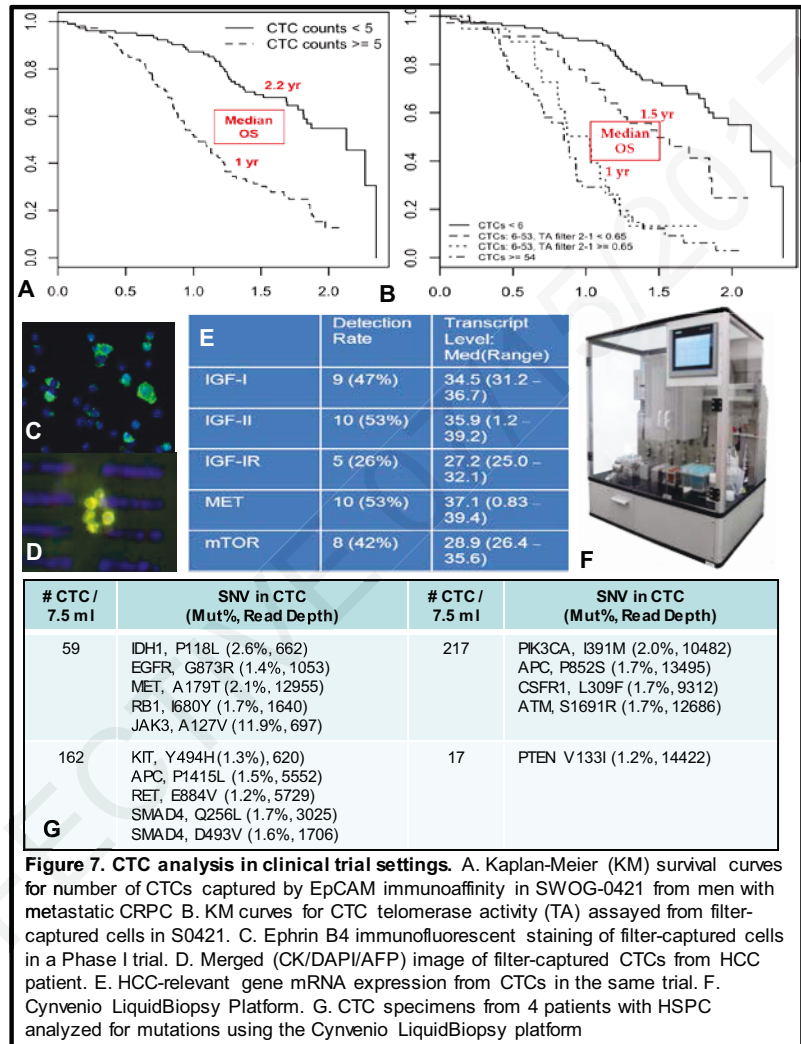 CTC counts < 5
CTC counts >= 5
2.2 yr
Median
OS
1 yr
0.0 0.2 0.4 0.6 0.8 1.0
0.0 0.5 1.0 1.5 2.0
A
1.5 yr
Median
OS
1 yr
CTCs < 6
CTCs: 6-53, TA filter 2-1 < 0.65
CTCs: 6-53, TA filter 2-1 >= 0.65
CTCs >= 54
0.0 0.2 0.4 0.6 0.8 1.0
0.0 0.5 1.0 1.5 2.0
B
C
D
E
Detection Rate
Transcript Level: Med(Range)
IGF-I 9 (47%) 34.5 (31.2 – 36.7)
IGF-II 10 (53%) 35.9 (1.2 – 39.2)
IGF-IR 5 (26%) 27.2 (25.0 – 32.1)
MET 10 (53%) 37.1 (0.83 – 39.4)
mTOR 8 (42%) 28.9 (26.4 – 35.6)
F
# CTC / 7.5 ml
SNV in CTC (Mut%, Read Depth)
# CTC / 7.5 ml
SNV in CTC (Mut%, Read Depth)
59
IDH1, P118L (2.6%, 662)
EGFR, G873R (1.4%, 1053)
MET, A179T (2.1%, 12955)
RB1, I680Y (1.7%, 1640)
JAK3, A127V (11.9%, 697)
217
PIK3CA, I391M (2.0%, 10482)
APC, P852S (1.7%, 13495)
CSFR1, L309F (1.7%, 9312)
ATM, S1691R (1.7%, 12686)
162
KIT, Y494H(1.3%), 620)
APC, P1415L (1.5%, 5552)
RET, E884V (1.2%, 5729)
SMAD4, Q256L (1.7%, 3025)
SMAD4, D493V (1.6%, 1706)
17
PTEN V133I (1.2%, 14422)
G
Figure 7. CTC analysis in clinical trial settings. A. Kaplan-Meier (KM) survival curves
for number of CTCs captured by EpCAM immunoaffinity in SWOG-0421 from men with
metastatic CRPC B. KM curves for CTC telomerase activity (TA) assayed from filter-
captured cells in S0421. C. Ephrin B4 immunofluorescent staining of filter-captured cells
in a Phase I trial. D. Merged (CK/DAPI/AFP) image of filter-captured CTCs from HCC
patient. E. HCC-relevant gene mRNA expression from CTCs in the same trial. F.
Cynvenio LiquidBiopsy Platform. G. CTC specimens from 4 patients with HSPC
analyzed for mutations using the Cynvenio LiquidBiopsy platform